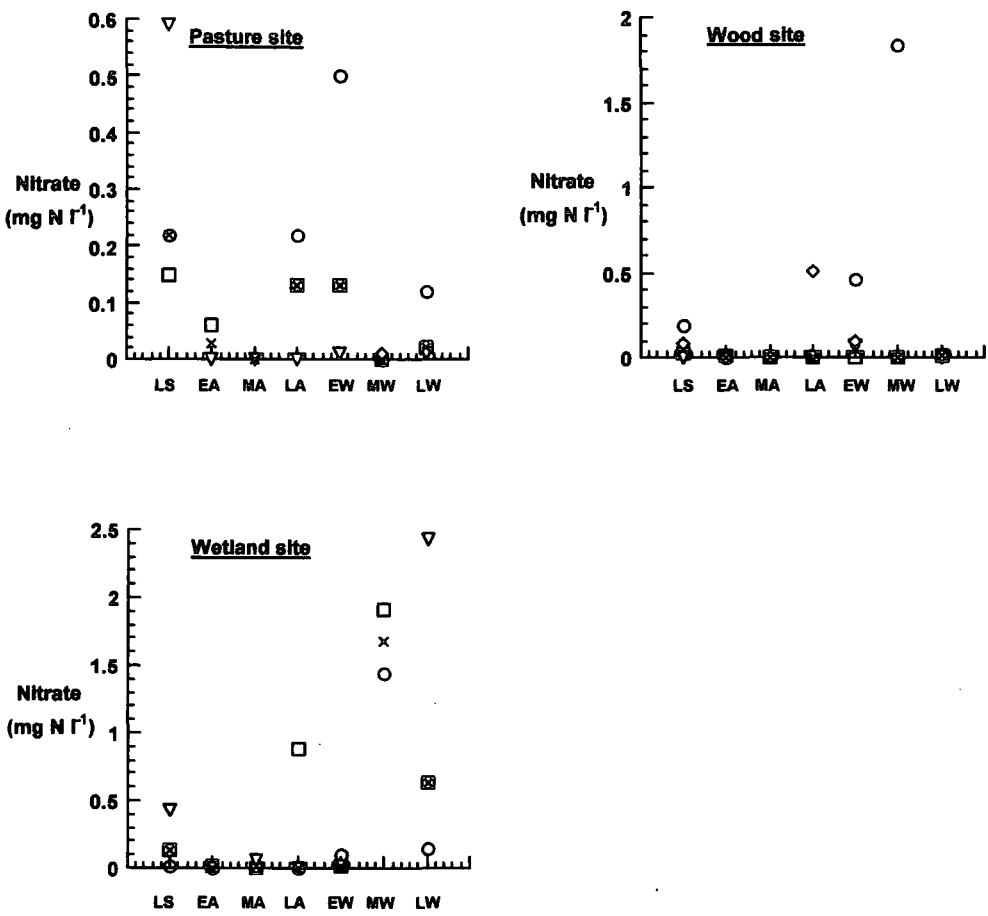 Pasture site
0.6
0.5
0.4
0.3
0.2
0.1
0
Nitrate
(mg N l⁻¹)
LS EA MA LA EW MW LW
Wood site
2
1.5
1
0.5
0
Nitrate
(mg N l⁻¹)
LS EA MA LA EW MW LW
Wetland site
2.5
2
1.5
1
0.5
0
Nitrate
(mg N l⁻¹)
LS EA MA LA EW MW LW